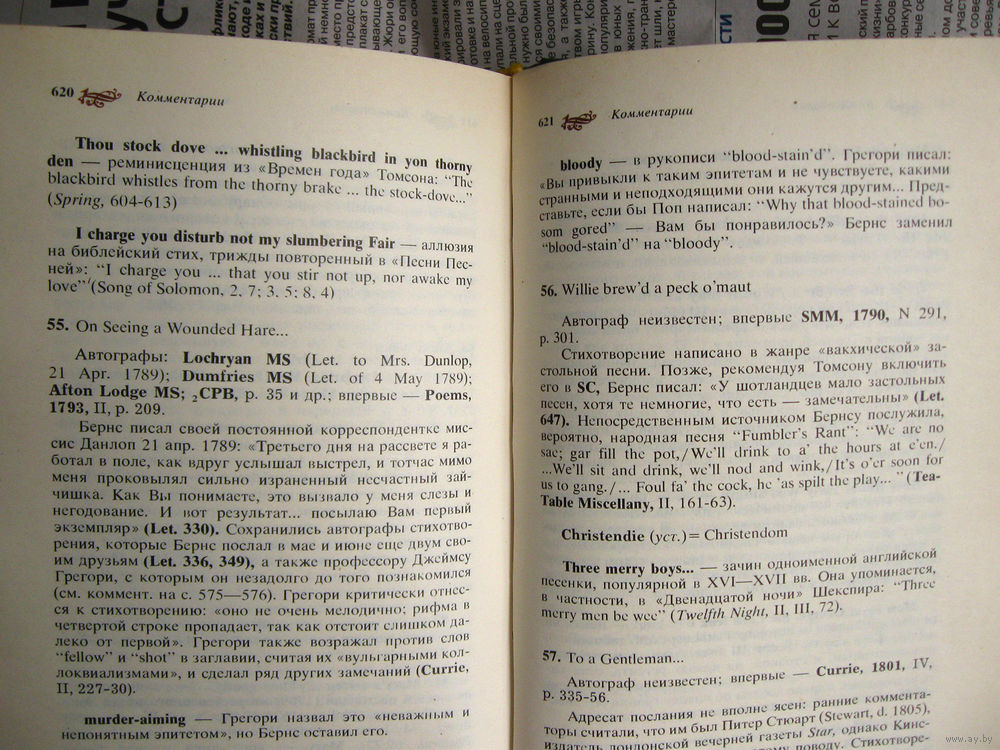 620 Комментарии
Thou stock dove ... whistling blackbird in yon thorny
den — реминисценция из «Времен года» Томсона: “The
blackbird whistles from the thorny brake ... the stock-dove...”
(Spring, 604-613)
I charge you disturb not my slumbering Fair — аллюзия
на библейский стих, трижды повторенный в «Песни Пес-
ней»: “I charge you ... that you stir not up, nor awake my
love” (Song of Solomon, 2, 7; 3, 5; 8, 4)
55. On Seeing a Wounded Hare...
Автографы: Lochryan MS (Let. to Mrs. Dunlop,
21 Apr. 1789); Dumfries MS (Let. of 4 May 1789);
Afton Lodge MS; 2CPB, p. 35 и др.; впервые — Poems,
1793, II, p. 209.
Бернс писал своей постоянной корреспондентке мис-
сис Данлоп 21 апр. 1789: «Третьего дня на рассвете я ра-
ботал в поле, как вдруг услышал выстрел, и тотчас мимо
меня проковылял сильно израненный несчастный зай-
чишка. Как Вы понимаете, это вызвало у меня слезы и
негодование. И вот результат... посылаю Вам первый
экземпляр» (Let. 330). Сохранились автографы стихотво-
рения, которые Бернс послал в мае и июне еще двум сво-
им друзьям (Let. 336, 349), а также профессору Джеймсу
Грегори, с которым он незадолго до того познакомился
(см. коммент. на с. 575—576). Грегори критически отнес-
ся к стихотворению: «оно не очень мелодично; рифма в
четвертой строке пропадает, так как отстоит слишком да-
леко от первой». Грегори также возражал против слов
“fellow” и “shot” в заглавии, считая их «вульгарными кол-
локвиализмами», и сделал ряд других замечаний (Currie,
II, 227-30).
murder-aiming — Грегори назвал это «неважным и
непонятным эпитетом», но Бернс оставил его.
621 Комментарии
bloody — в рукописи “blood-stain’d”. Грегори писал:
«Вы привыкли к таким эпитетам и не чувствуете, какими
странными и неподходящими они кажутся другим... Пред-
ставьте, если бы Поп написал: “Why that blood-stained bo-
som gored” — Вам бы понравилось?» Бернс заменил
“blood-stain’d” на “bloody”.
56. Willie brew’d a peck o’maut
Автограф неизвестен; впервые SMM, 1790, N 291,
p. 301.
Стихотворение написано в жанре «вакхической» за-
стольной песни. Позже, рекомендуя Томсону включить
его в SC, Бернс писал: «У шотландцев мало застольных
песен, хотя те немногие, что есть — замечательны» (Let.
647). Непосредственным источником Бернсу послужила,
вероятно, народная песня “Fumbler’s Rant”: “We are no
sae; gar fill the pot,/We’ll drink to a’ the hours at e’en./
...We’ll sit and drink, we’ll nod and wink,/It’s o’er soon for
us to gang./... Foul fa’ the cock, he ’as spilt the play... ” (Tea-
Table Miscellany, II, 161-63).
Christendie (уст.) = Christendom
Three merry boys... — зачин одноименной английской
песенки, популярной в XVI—XVII вв. Она упоминается,
в частности, в «Двенадцатой ночи» Шекспира: “Three
merry men be wee” (Twelfth Night, II, III, 72).
57. To a Gentleman...
Автограф неизвестен; впервые — Currie, 1801, IV,
p. 335-56.
Адресат послания не вполне ясен: ранние коммента-
торы считали, что им был Питер Стюарт (Stewart, d. 1805),
издатель лондонской вечерней газеты Star, однако Кинс-
поводу. Стихотворе-
www.ay.by